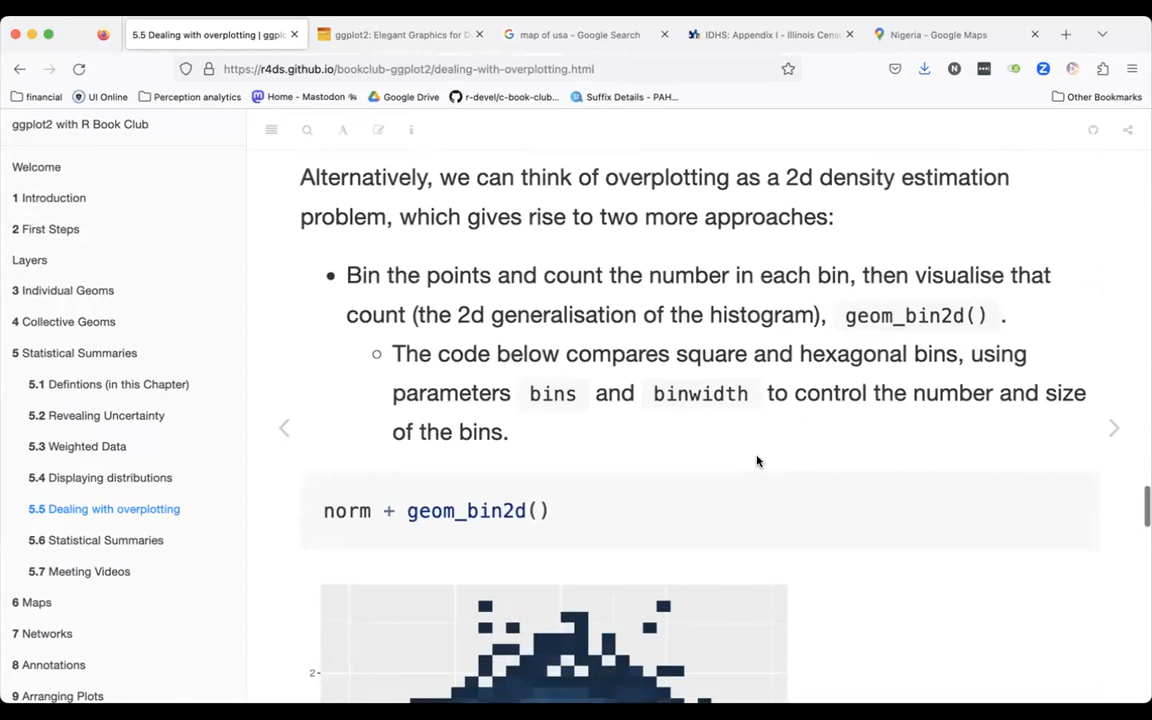 5.5 Dealing with overplotting | ggplo
ggplot2: Elegant Graphics for D
map of usa - Google Search
IDHS: Appendix I - Illinois Cens
Nigeria - Google Maps
https://r4ds.github.io/bookclub-ggplot2/dealing-with-overplotting.html
financial
UI Online
Perception analytics
Home - Mastodon
Google Drive
r-devel/c-book-club...
Suffix Details - PAH...
Other Bookmarks
ggplot2 with R Book Club
Welcome
1 Introduction
2 First Steps
Layers
3 Individual Geoms
4 Collective Geoms
5 Statistical Summaries
5.1 Defintions (in this Chapter)
5.2 Revealing Uncertainty
5.3 Weighted Data
5.4 Displaying distributions
5.5 Dealing with overplotting
5.6 Statistical Summaries
5.7 Meeting Videos
6 Maps
7 Networks
8 Annotations
9 Arranging Plots
Alternatively, we can think of overplotting as a 2d density estimation
problem, which gives rise to two more approaches:
Bin the points and count the number in each bin, then visualise that
count (the 2d generalisation of the histogram), geom_bin2d() .
The code below compares square and hexagonal bins, using
parameters bins and binwidth to control the number and size
of the bins.
norm + geom_bin2d()
2